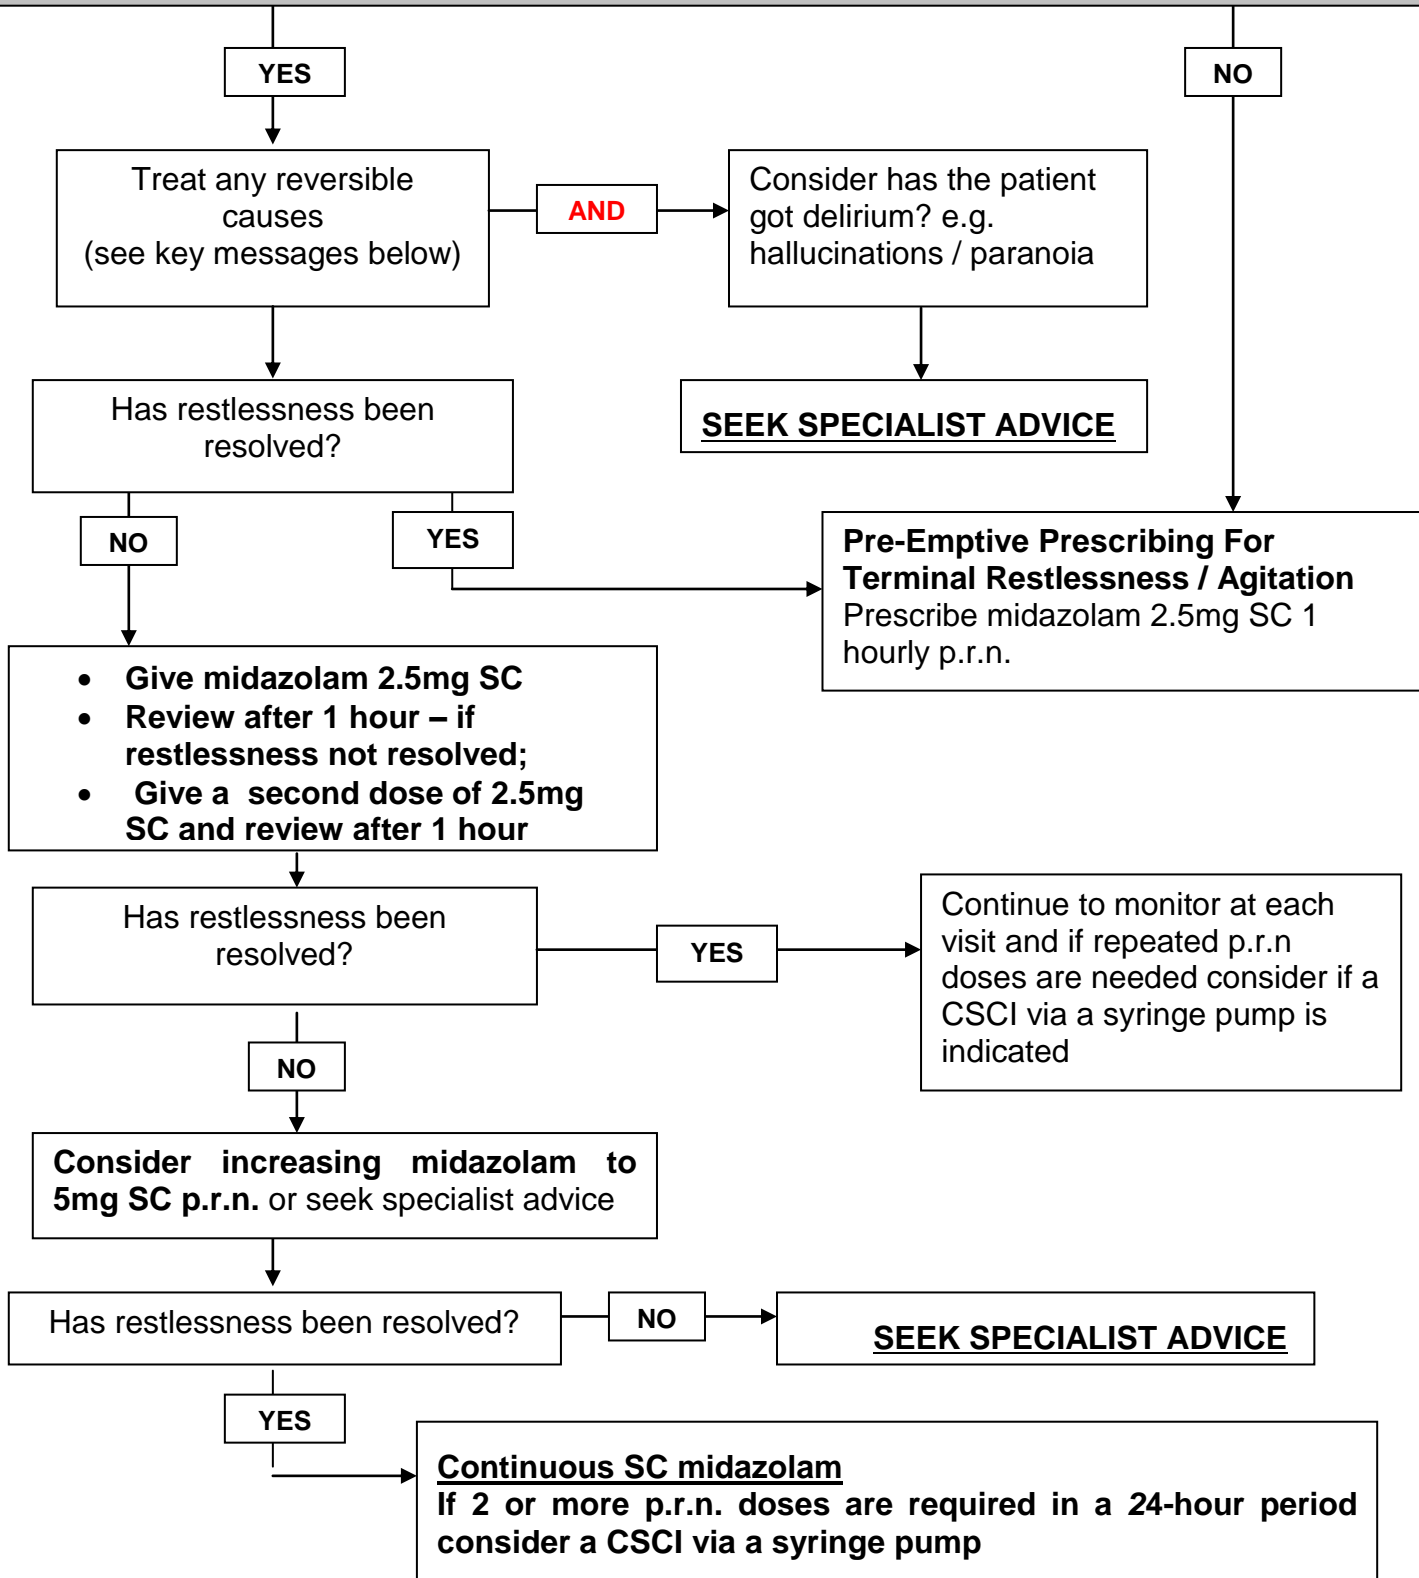 YES
NO
Treat any reversible
causes
(see key messages below)
AND
Consider has the patient
got delirium? e.g.
hallucinations / paranoia
Has restlessness been
resolved?
SEEK SPECIALIST ADVICE
NO
YES
Pre-Emptive Prescribing For
Terminal Restlessness / Agitation
Prescribe midazolam 2.5mg SC 1
hourly p.r.n.
• Give midazolam 2.5mg SC
• Review after 1 hour – if
restlessness not resolved;
• Give a second dose of 2.5mg
SC and review after 1 hour
Has restlessness been
resolved?
YES
Continue to monitor at each
visit and if repeated p.r.n
doses are needed consider if a
CSCI via a syringe pump is
indicated
NO
Consider increasing midazolam to
5mg SC p.r.n. or seek specialist advice
Has restlessness been resolved?
NO
SEEK SPECIALIST ADVICE
YES
Continuous SC midazolam
If 2 or more p.r.n. doses are required in a 24-hour period
consider a CSCI via a syringe pump